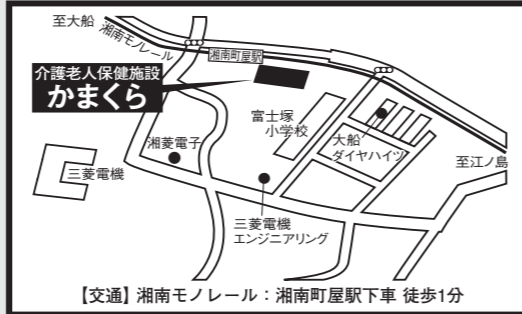 至大船
湘南モノレール
湘南町屋駅
介護老人保健施設
かまくら
富士塚
小学校
大船
ダイヤハイツ
湘菱電子
至江ノ島
三菱電機
三菱電機
エンジニアリング
【交通】湘南モノレール：湘南町屋駅下車 徒歩1分